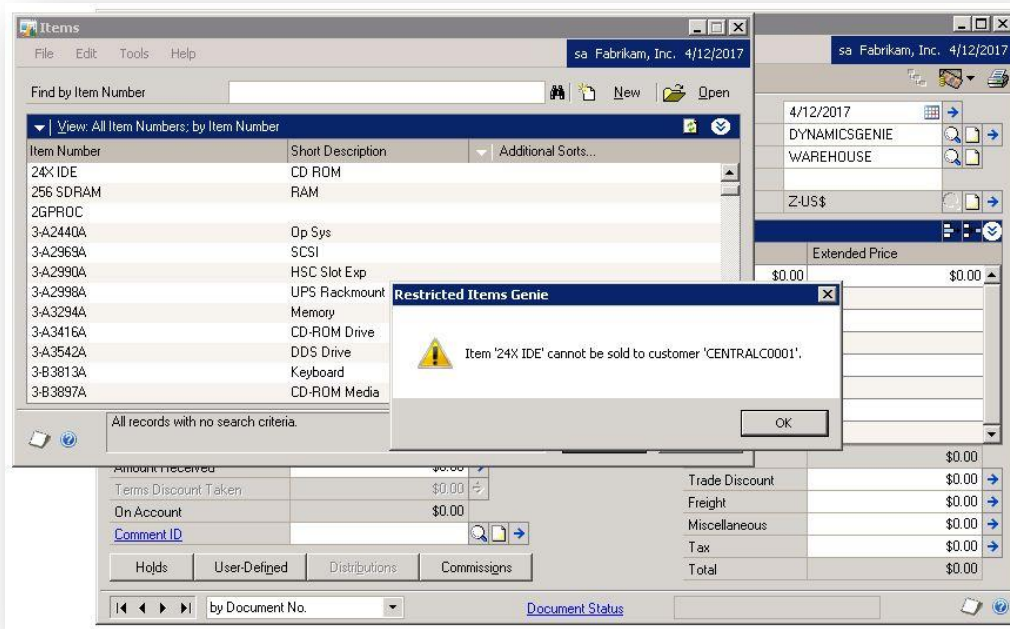 Items
File Edit Tools Help
sa Fabrikam, Inc. 4/12/2017
sa Fabrikam, Inc. 4/12/2017
Find by Item Number
New
Open
View: All Item Numbers; by Item Number
Item Number Short Description Additional Sorts...
24X IDE CD ROM
256 SDRAM RAM
2GPROC
3-A2440A Op Sys
3-A2969A SCSI
3-A2990A HSC Slot Exp
3-A2998A UPS Rackmount
3-A3294A Memory
3-A3416A CD-ROM Drive
3-A3542A DDS Drive
3-B3813A Keyboard
3-B3897A CD-ROM Media
All records with no search criteria.
4/12/2017
DYNAMICSGENIE
WAREHOUSE
Z-US$
Extended Price
$0.00 $0.00
Restricted Items Genie
Item '24X IDE' cannot be sold to customer 'CENTRALC0001'.
OK
$0.00
Amount Received $0.00
Trade Discount $0.00
Terms Discount Taken $0.00
Freight $0.00
On Account $0.00
Miscellaneous $0.00
Comment ID
Tax $0.00
Holds User-Defined Distributions Commissions
Total $0.00
by Document No.
Document Status